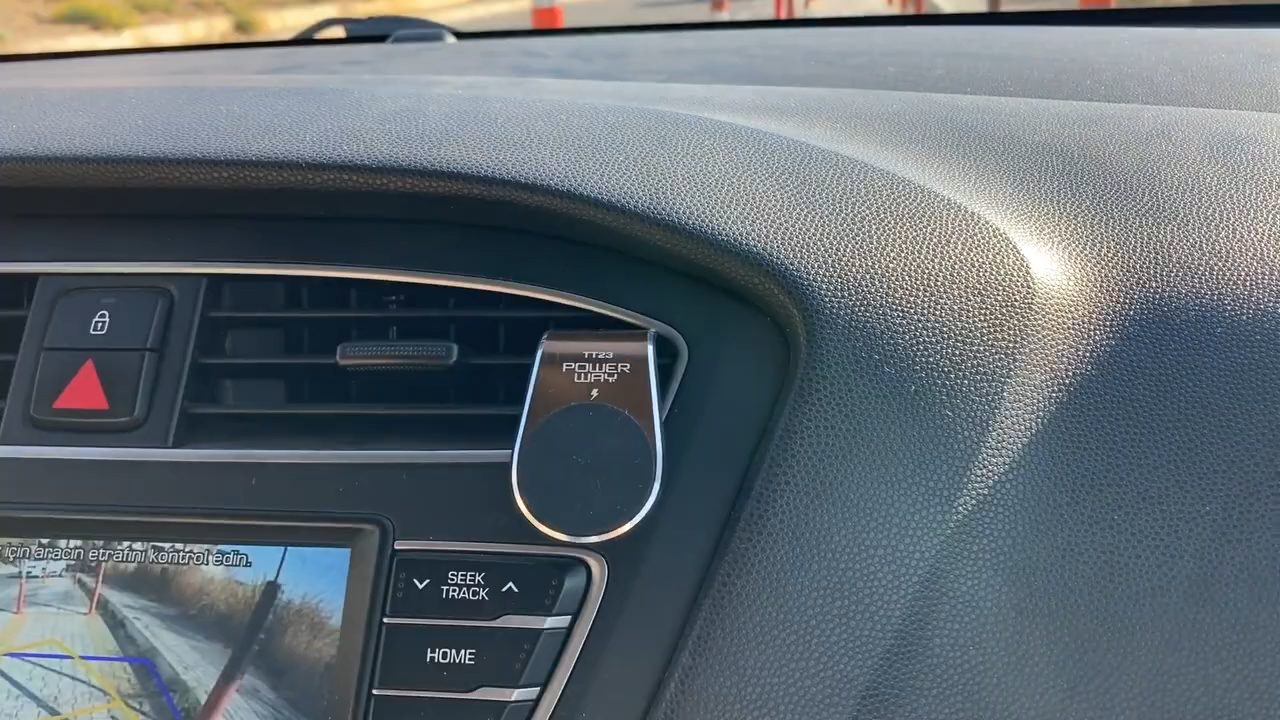 TT23
POWER
WAY
için aracın etrafını kontrol edin.
SEEK
TRACK
HOME